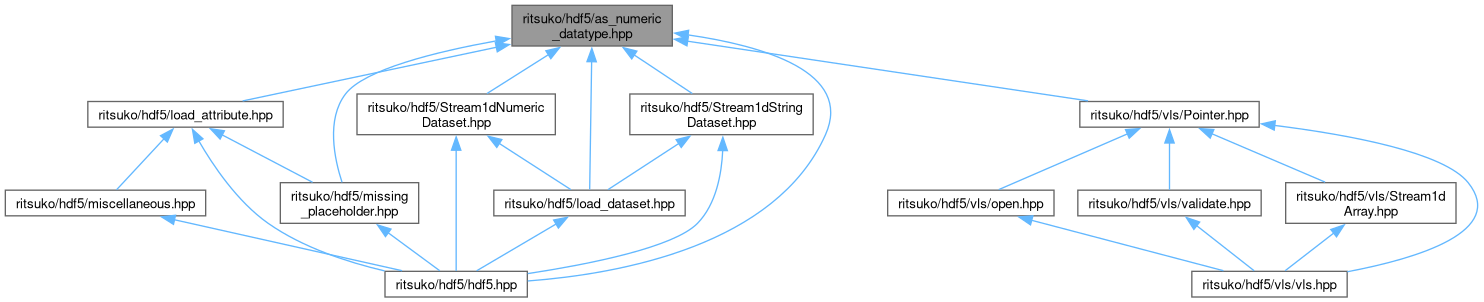 ritsuko/hdf5/as_numeric
_datatype.hpp
ritsuko/hdf5/load_attribute.hpp
ritsuko/hdf5/Stream1dNumeric
Dataset.hpp
ritsuko/hdf5/Stream1dString
Dataset.hpp
ritsuko/hdf5/vls/Pointer.hpp
ritsuko/hdf5/miscellaneous.hpp
ritsuko/hdf5/missing
_placeholder.hpp
ritsuko/hdf5/load_dataset.hpp
ritsuko/hdf5/vls/open.hpp
ritsuko/hdf5/vls/validate.hpp
ritsuko/hdf5/vls/Stream1d
Array.hpp
ritsuko/hdf5/hdf5.hpp
ritsuko/hdf5/vls/vls.hpp